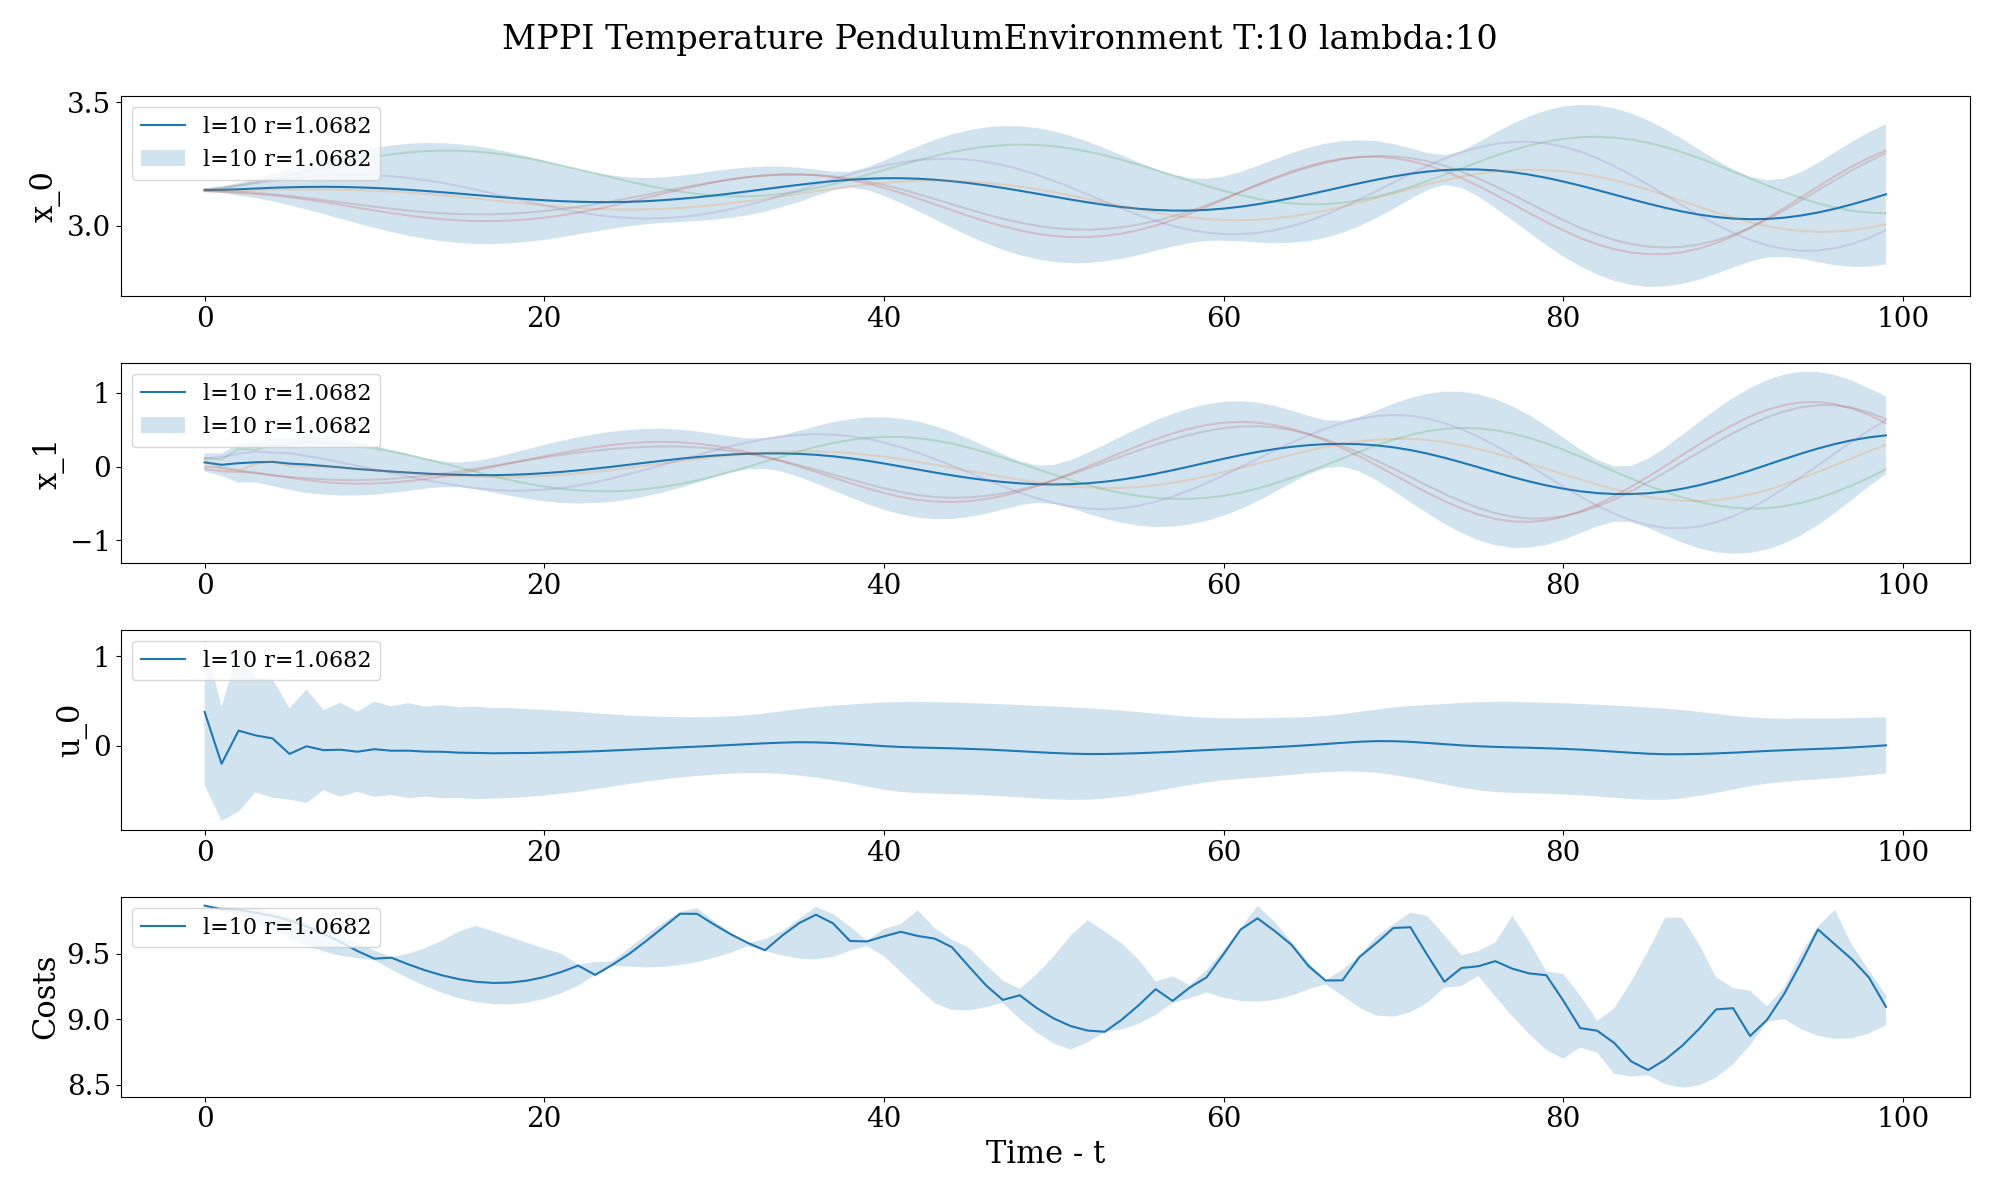 MPPI Temperature PendulumEnvironment T:10 lambda:10
3.5
3.0
x_0
l=10 r=1.0682
l=10 r=1.0682
0 20 40 60 80 100
1
0
−1
x_1
l=10 r=1.0682
l=10 r=1.0682
0 20 40 60 80 100
1
0
u_0
l=10 r=1.0682
0 20 40 60 80 100
9.5
9.0
8.5
Costs
l=10 r=1.0682
0 20 40 60 80 100
Time - t